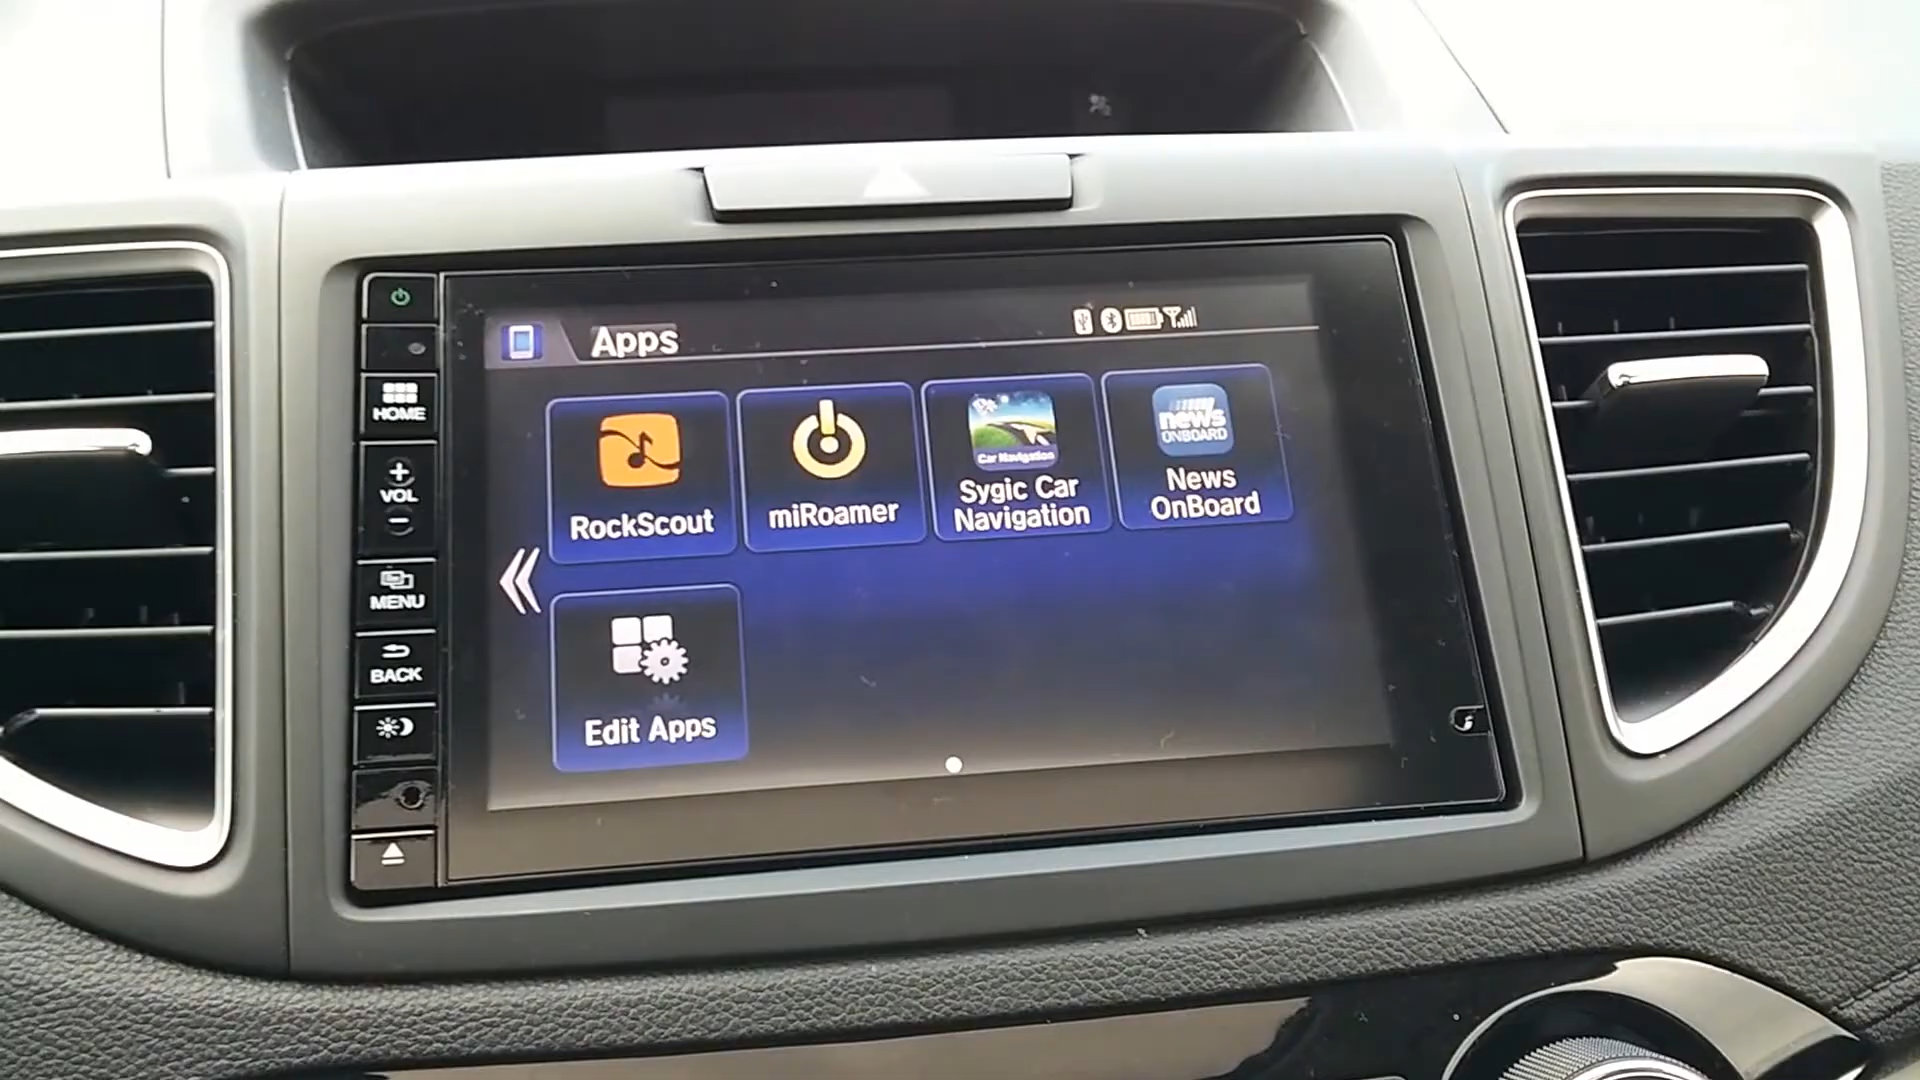 Apps
HOME
VOL
MENU
BACK
RockScout
miRoamer
Car Navigation
Sygic Car
Navigation
news
ONBOARD
News
OnBoard
Edit Apps